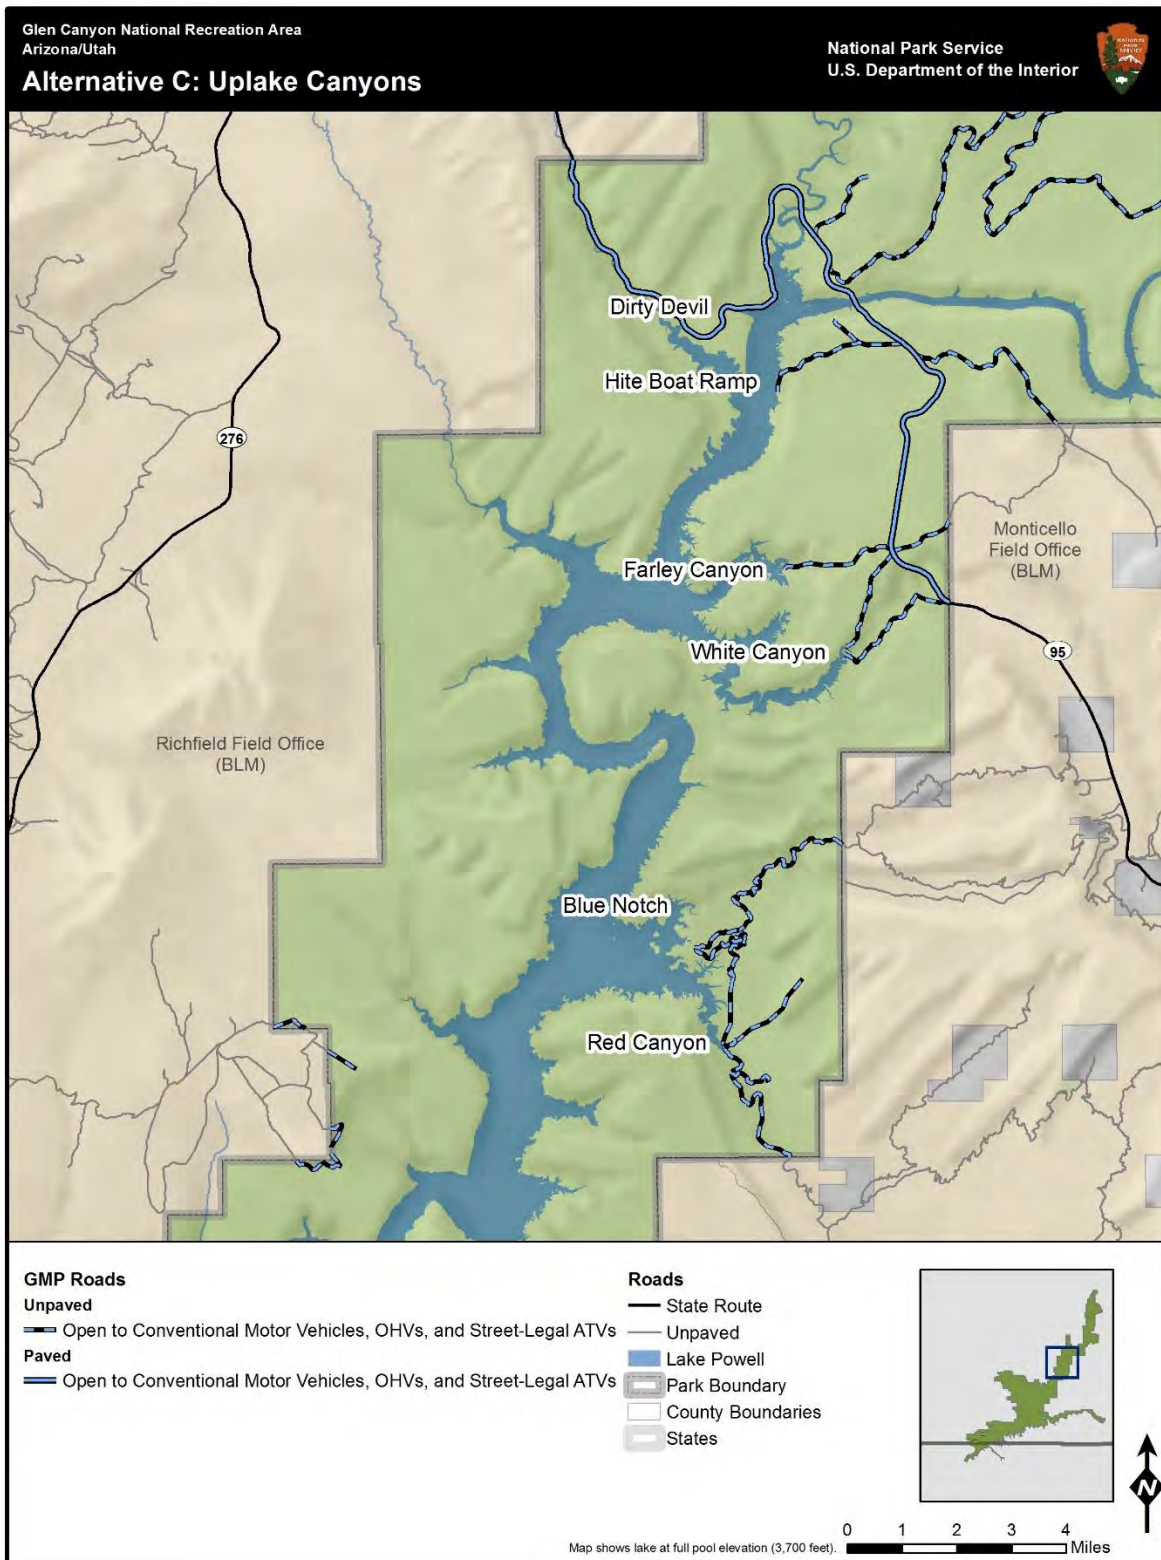 Glen Canyon National Recreation Area
Arizona/Utah
Alternative C: Uplake Canyons
National Park Service
U.S. Department of the Interior
NATIONAL
PARK
SERVICE
Dirty Devil
Hite Boat Ramp
276
Monticello
Field Office
(BLM)
Farley Canyon
White Canyon
95
Richfield Field Office
(BLM)
Blue Notch
Red Canyon
GMP Roads
Unpaved
Open to Conventional Motor Vehicles, OHVs, and Street-Legal ATVs
Paved
Open to Conventional Motor Vehicles, OHVs, and Street-Legal ATVs
Roads
State Route
Unpaved
Lake Powell
Park Boundary
County Boundaries
States
N
Map shows lake at full pool elevation (3,700 feet).
0 1 2 3 4
Miles